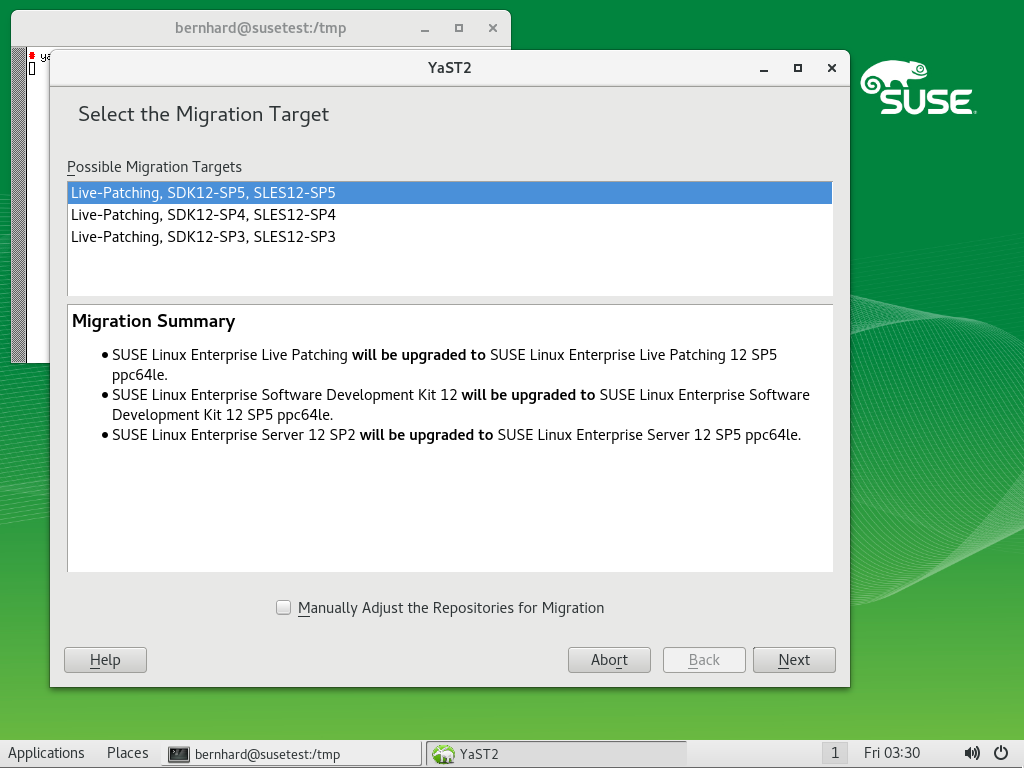 bernhard@susetest:/tmp
YaST2
SUSE
Select the Migration Target
Possible Migration Targets
Live-Patching, SDK12-SP5, SLES12-SP5
Live-Patching, SDK12-SP4, SLES12-SP4
Live-Patching, SDK12-SP3, SLES12-SP3
Migration Summary
• SUSE Linux Enterprise Live Patching will be upgraded to SUSE Linux Enterprise Live Patching 12 SP5
ppc64le.
• SUSE Linux Enterprise Software Development Kit 12 will be upgraded to SUSE Linux Enterprise Software
Development Kit 12 SP5 ppc64le.
• SUSE Linux Enterprise Server 12 SP2 will be upgraded to SUSE Linux Enterprise Server 12 SP5 ppc64le.
Manually Adjust the Repositories for Migration
Help Abort Back Next
Applications Places bernhard@susetest:/tmp YaST2 1 Fri 03:30